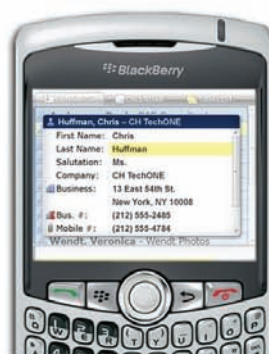 BlackBerry
Huffman, Chris – CH TechONE
First Name: Chris
Last Name: Huffman
Salutation: Ms.
Company: CH TechONE
Business: 13 East 54th St.
New York, NY 10008
Bus. #: (212) 555-2485
Mobile #: (212) 555-4784
Wendt, Veronica - Wendt Photos
Q W E R T Y U I O P